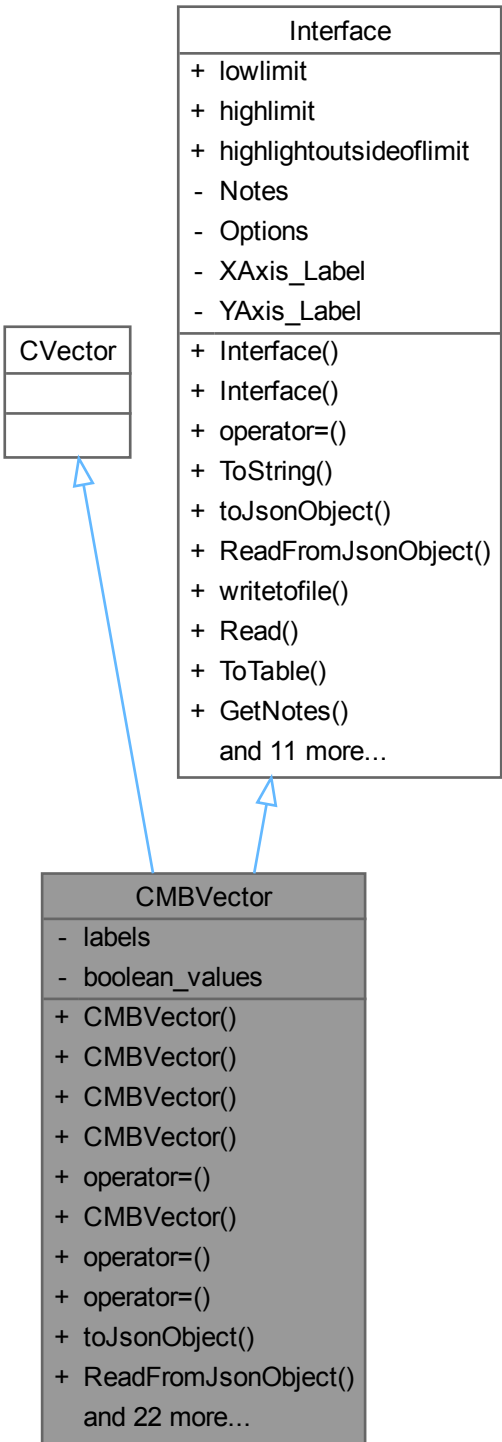 Interface
+ lowlimit
+ highlimit
+ highlightoutsideoflimit
- Notes
- Options
- XAxis_Label
- YAxis_Label
+ Interface()
+ Interface()
+ operator=()
+ ToString()
+ toJsonObject()
+ ReadFromJsonObject()
+ writetofile()
+ Read()
+ ToTable()
+ GetNotes()
and 11 more...
CVector
CMBVector
- labels
- boolean_values
+ CMBVector()
+ CMBVector()
+ CMBVector()
+ CMBVector()
+ operator=()
+ CMBVector()
+ operator=()
+ operator=()
+ toJsonObject()
+ ReadFromJsonObject()
and 22 more...